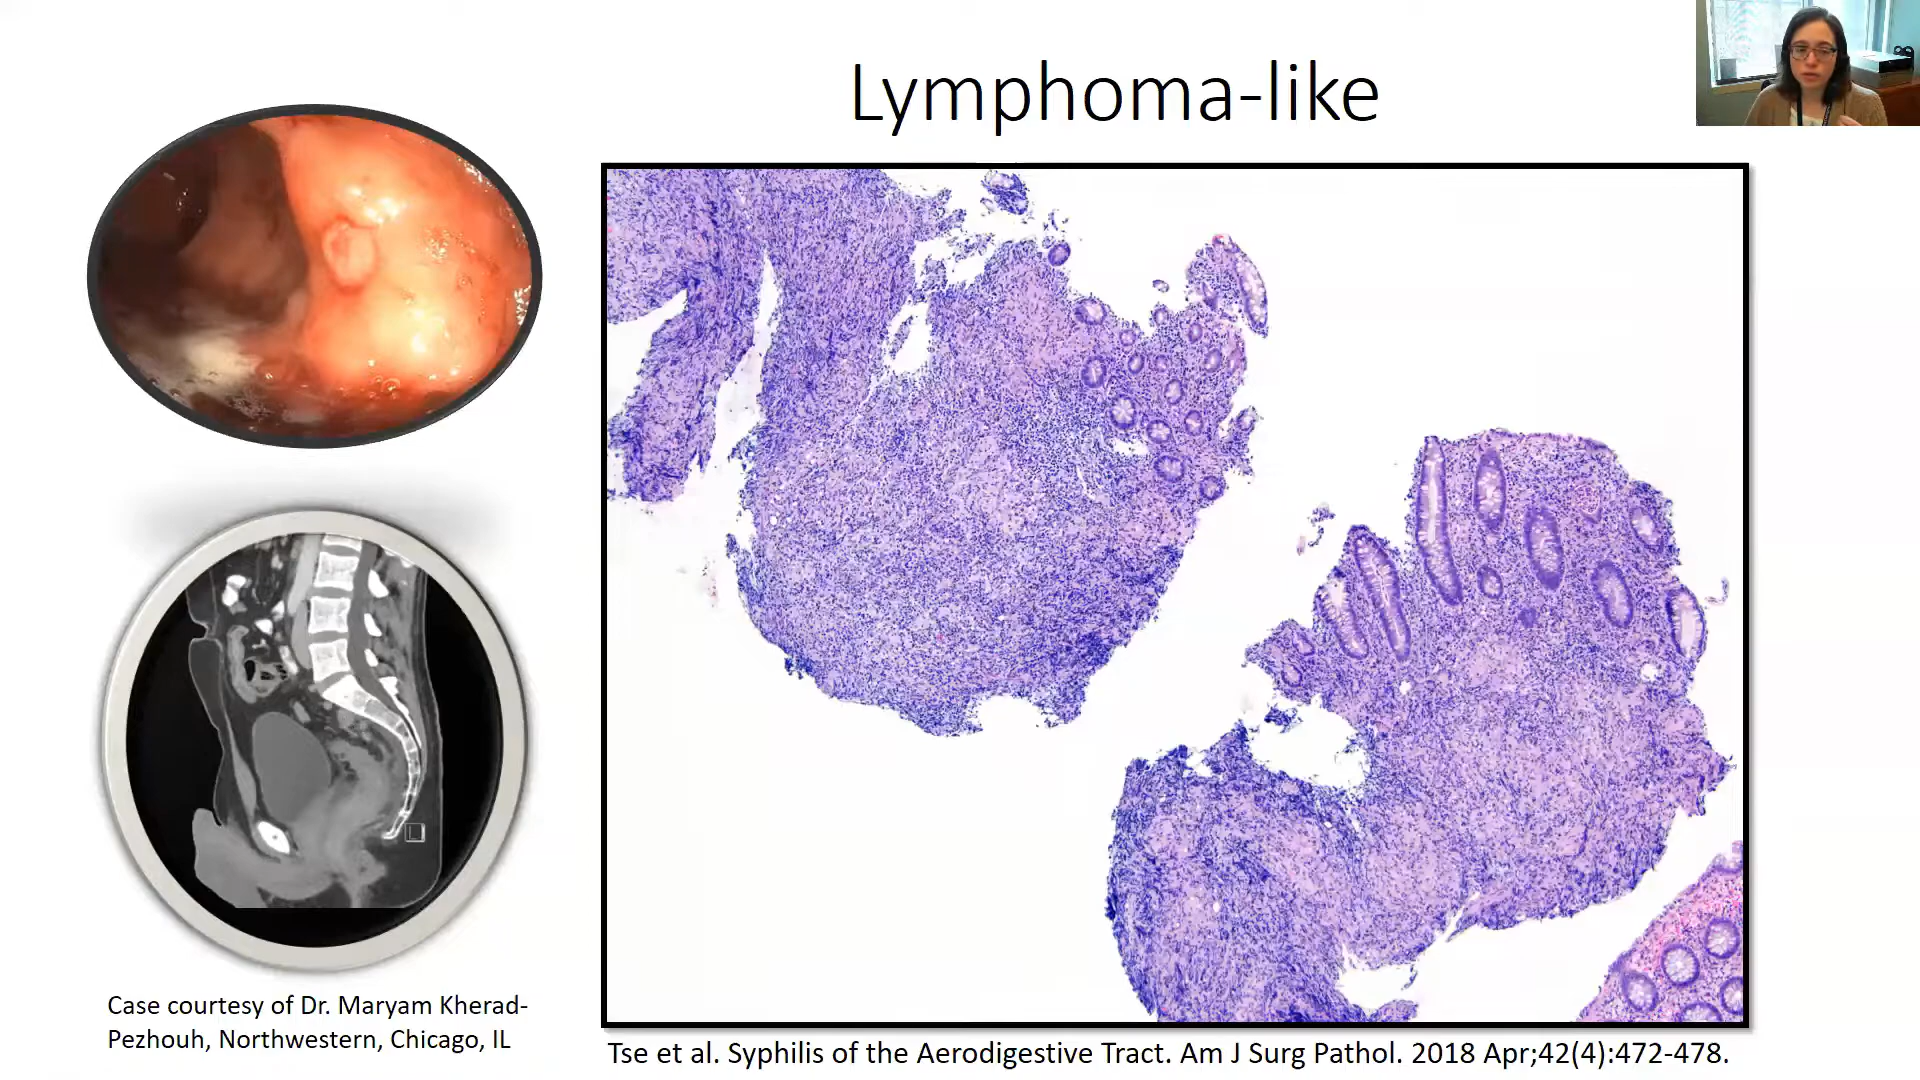 Lymphoma-like
Case courtesy of Dr. Maryam Kherad-
Pezhouh, Northwestern, Chicago, IL
Tse et al. Syphilis of the Aerodigestive Tract. Am J Surg Pathol. 2018 Apr;42(4):472-478.
L